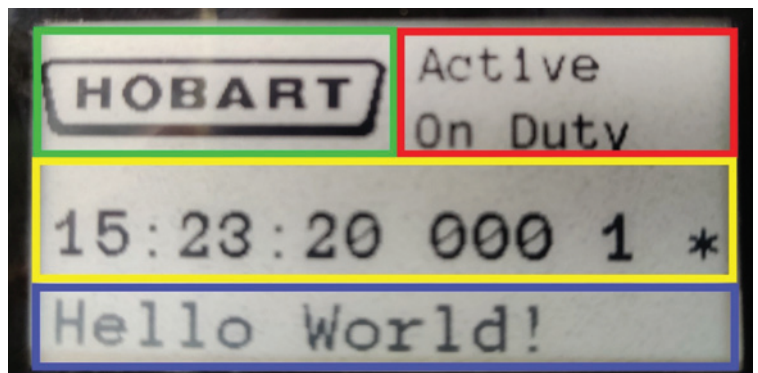 HOBART
Active
On Duty
15:23:20 000 1 *
Hello World!